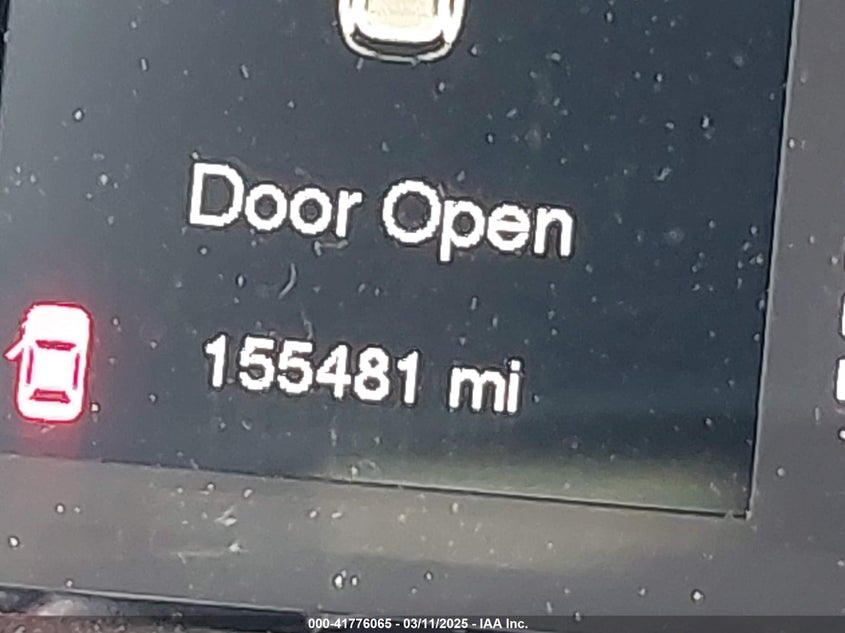 Door Open
155481 mi
000-41776065 - 03/11/2025 - IAA Inc.